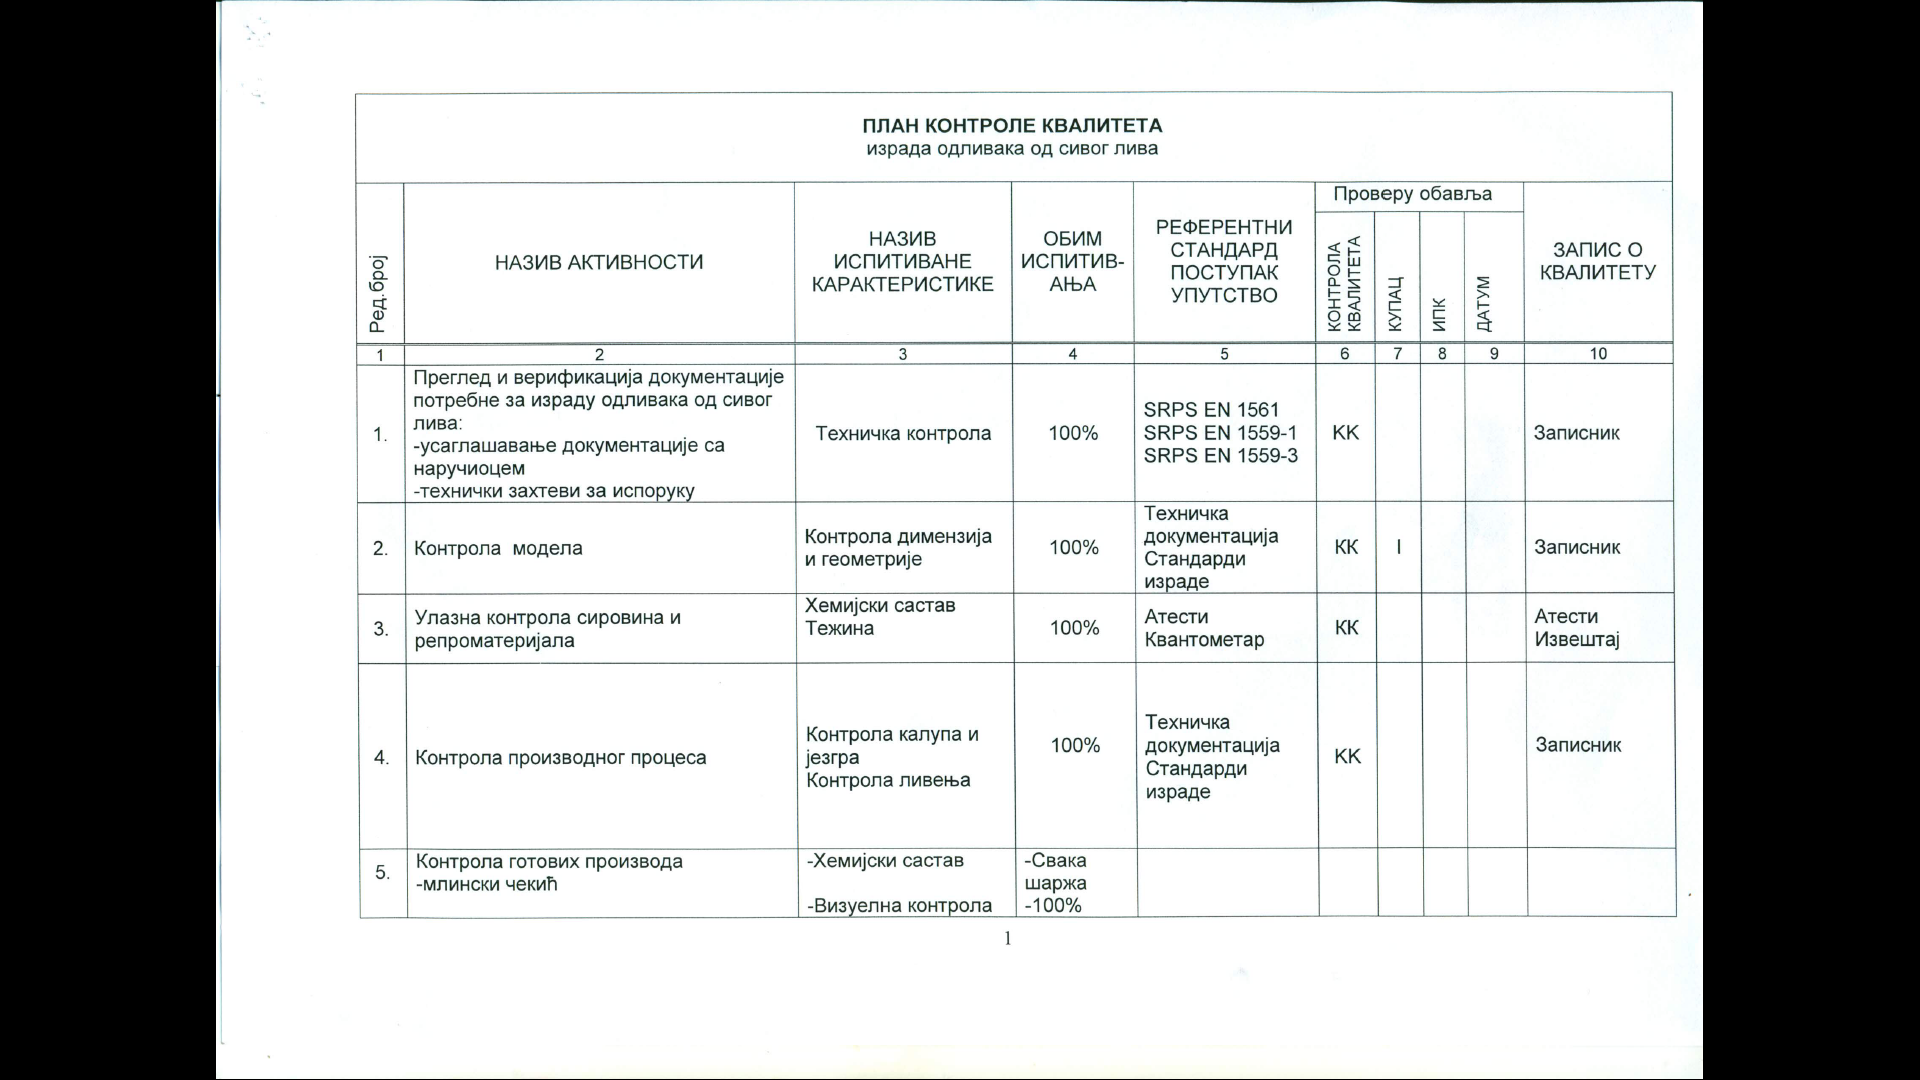 ПЛАН КОНТРОЛЕ КВАЛИТЕТА
израда одливака од сивог лива
Ред.број
НАЗИВ АКТИВНОСТИ
НАЗИВ
ИСПИТИВАНЕ
КАРАКТЕРИСТИКЕ
ОБИМ
ИСПИТИВ-
АЊА
РЕФЕРЕНТНИ
СТАНДАРД
ПОСТУПАК
УПУТСТВО
Проверу обавља
КОНТРОЛА
КВАЛИТЕТА
КУПАЦ
ИПК
ДАТУМ
ЗАПИС О
КВАЛИТЕТУ
1 2 3 4 5 6 7 8 9 10
1.
Преглед и верификација документације
потребне за израду одливака од сивог
лива:
-усаглашавање документације са
наручиоцем
-технички захтеви за испоруку
Техничка контрола
100%
SRPS EN 1561
SRPS EN 1559-1
SRPS EN 1559-3
КК
Записник
2.
Контрола модела
Контрола димензија
и геометрије
100%
Техничка
документација
Стандарди
израде
КК
I
Записник
3.
Улазна контрола сировина и
репроматеријала
Хемијски састав
Тежина
100%
Атести
Квантометар
КК
Атести
Извештај
4.
Контрола производног процеса
Контрола калупа и
језгра
Контрола ливења
100%
Техничка
документација
Стандарди
израде
КК
Записник
5.
Контрола готових производа
-млински чекић
-Хемијски састав
-Визуелна контрола
-Свака
шаржа
-100%
1